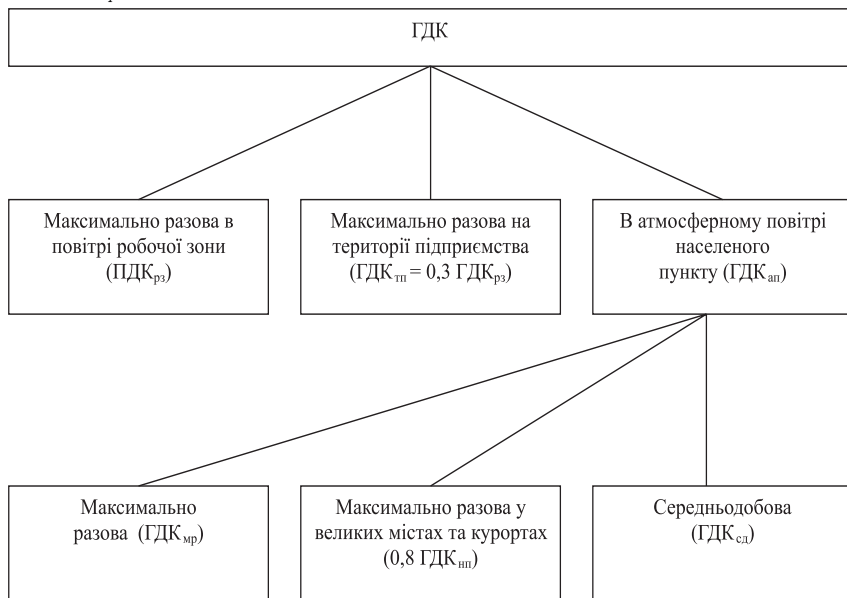 ГДК
Максимально разова в
повітрі робочої зони
(ПДКрз)
Максимально разова на
території підприємства
(ГДКтп = 0,3 ГДКрз)
В атмосферному повітрі
населеного
пункту (ГДКап)
Максимально
разова (ГДКмр)
Максимально разова у
великих містах та курортах
(0,8 ГДКнп)
Середньодобова
(ГДКсд)